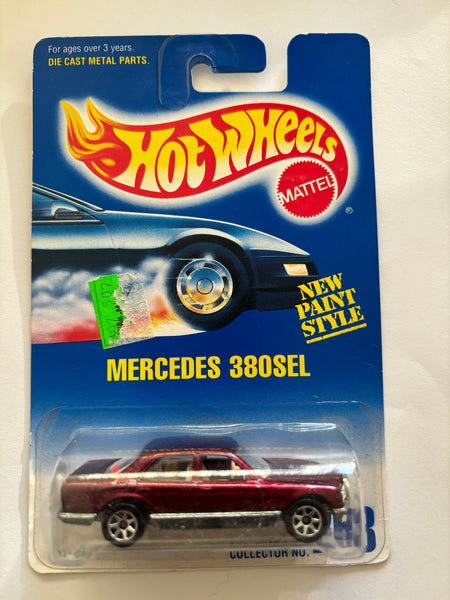 For ages over 3 years.
DIE CAST METAL PARTS.
HOT WHEELS
MATTEL
®
NEW
PAINT
STYLE
MERCEDES 380SEL
COLLECTOR NO.